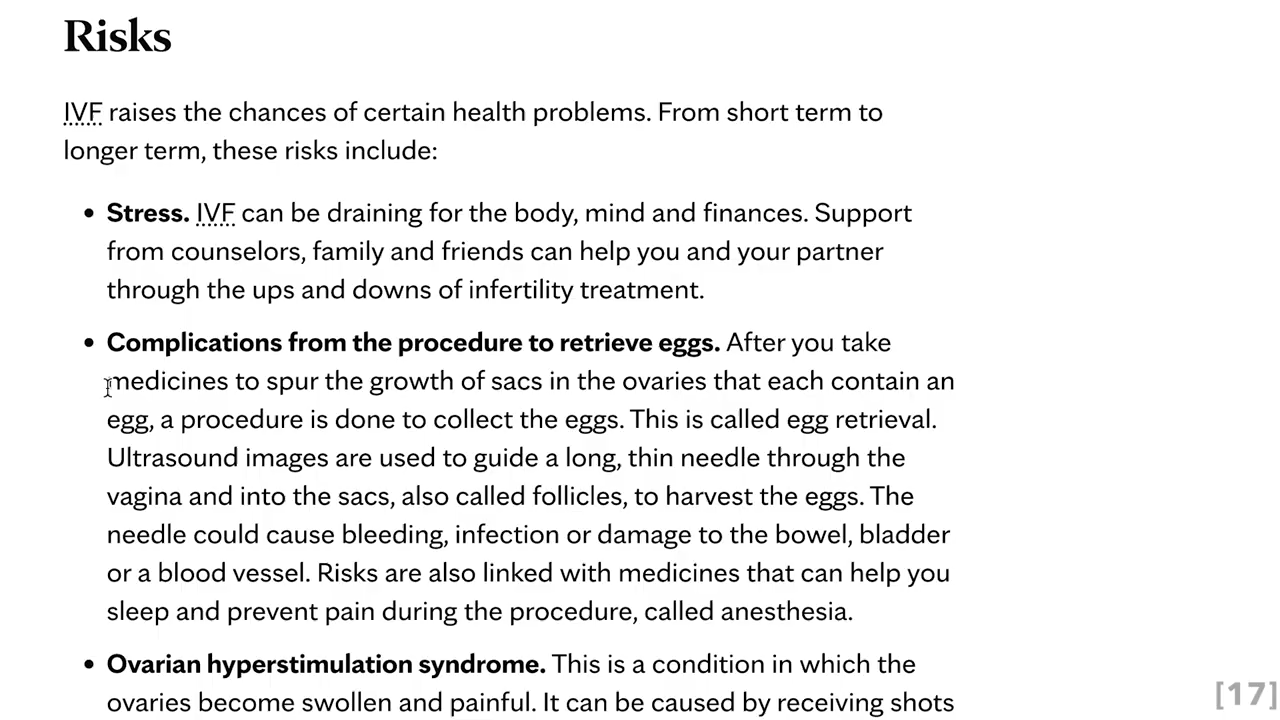 Risks
IVF raises the chances of certain health problems. From short term to
longer term, these risks include:
• Stress. IVF can be draining for the body, mind and finances. Support
from counselors, family and friends can help you and your partner
through the ups and downs of infertility treatment.
• Complications from the procedure to retrieve eggs. After you take
medicines to spur the growth of sacs in the ovaries that each contain an
egg, a procedure is done to collect the eggs. This is called egg retrieval.
Ultrasound images are used to guide a long, thin needle through the
vagina and into the sacs, also called follicles, to harvest the eggs. The
needle could cause bleeding, infection or damage to the bowel, bladder
or a blood vessel. Risks are also linked with medicines that can help you
sleep and prevent pain during the procedure, called anesthesia.
• Ovarian hyperstimulation syndrome. This is a condition in which the
ovaries become swollen and painful. It can be caused by receiving shots
[17]